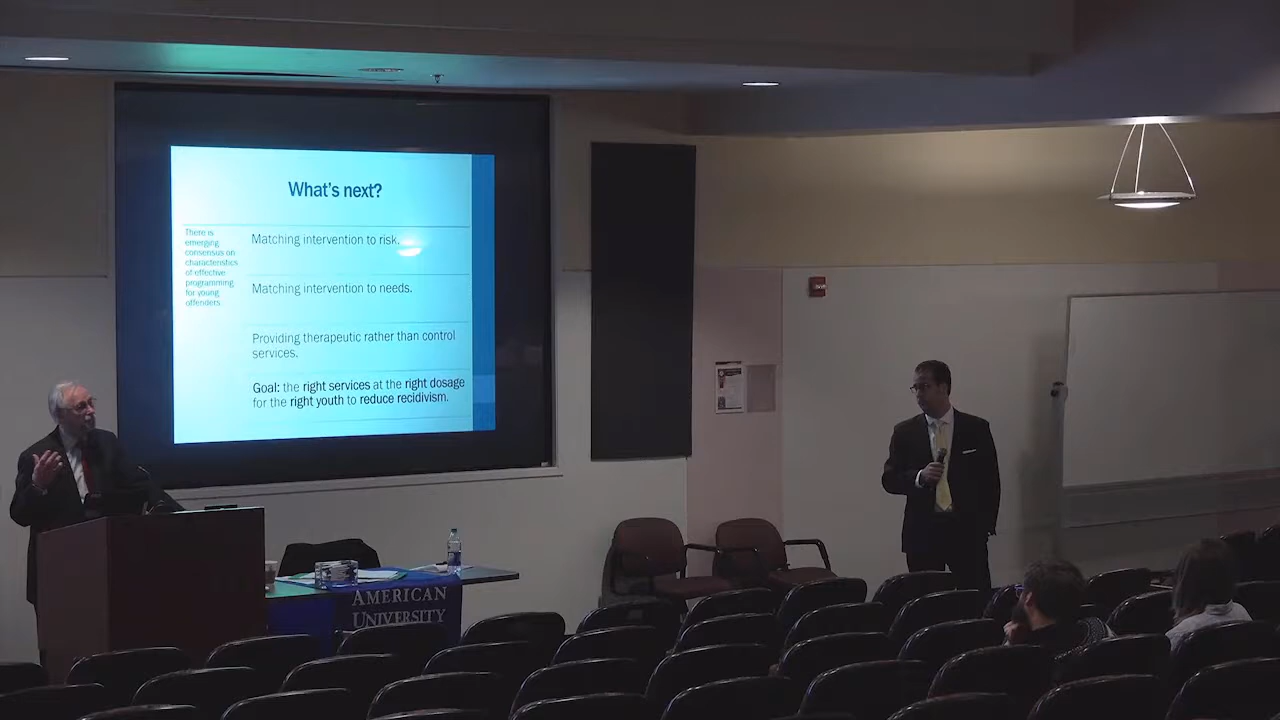 What's next?
There is
emerging
consensus on
characteristics
of effective
programming
for young
offenders.
Matching intervention to risk.
Matching intervention to needs.
Providing therapeutic rather than control
services.
Goal: the right services at the right dosage
for the right youth to reduce recidivism.
AMERICAN
UNIVERSITY